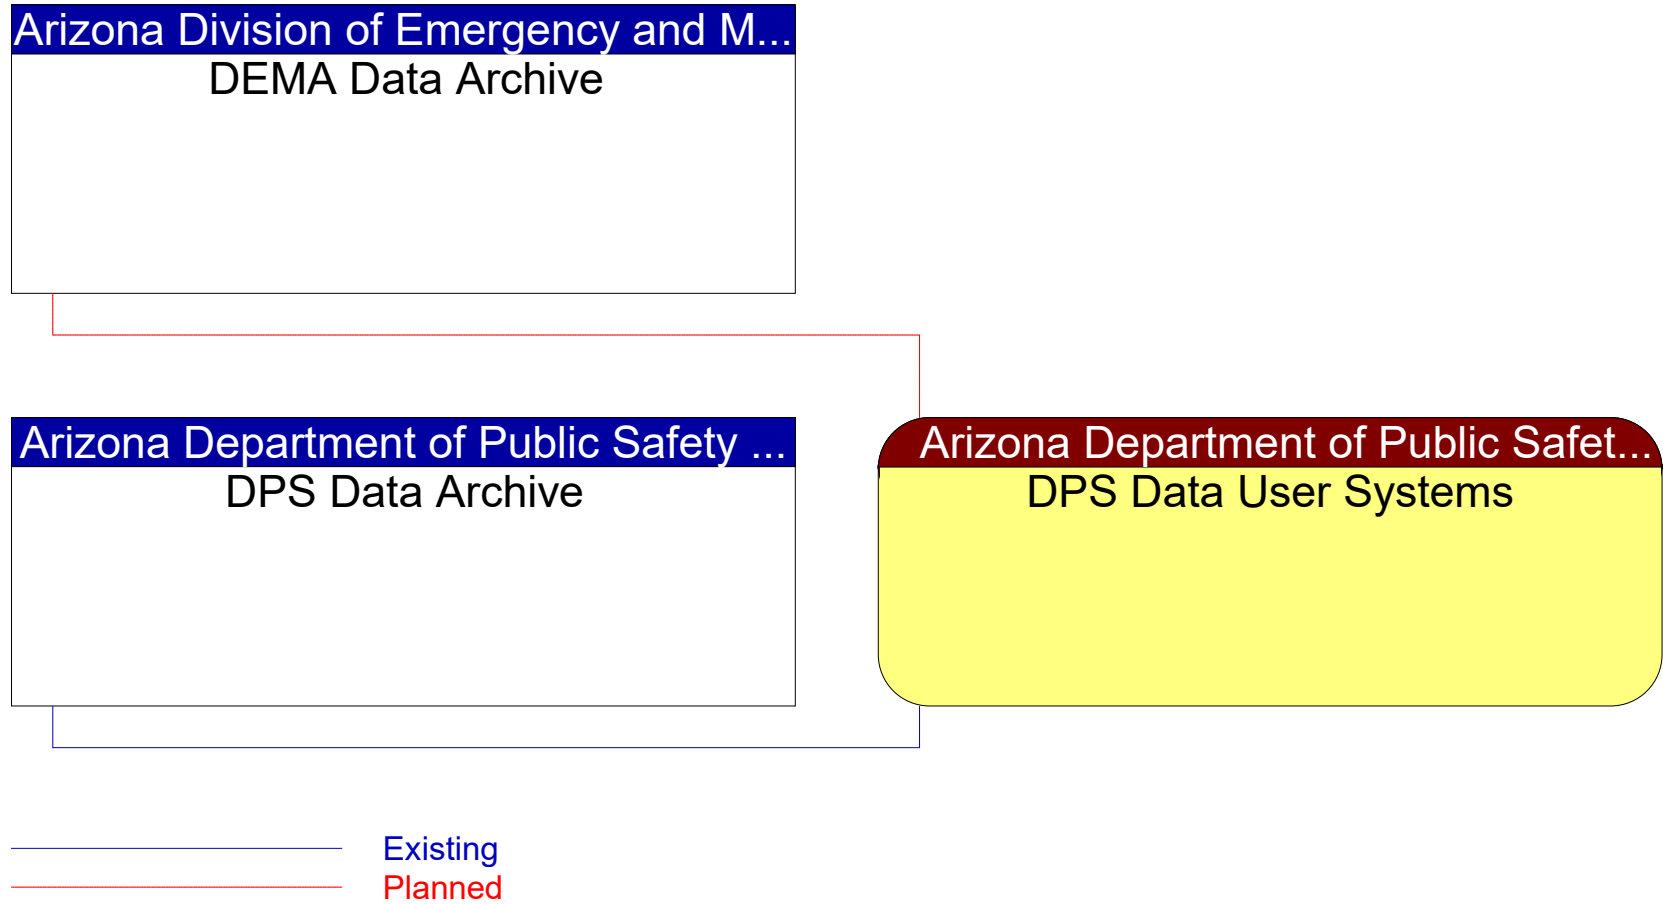 Arizona Division of Emergency and M...
DEMA Data Archive
Arizona Department of Public Safety ...
DPS Data Archive
Arizona Department of Public Safet...
DPS Data User Systems
Existing
Planned